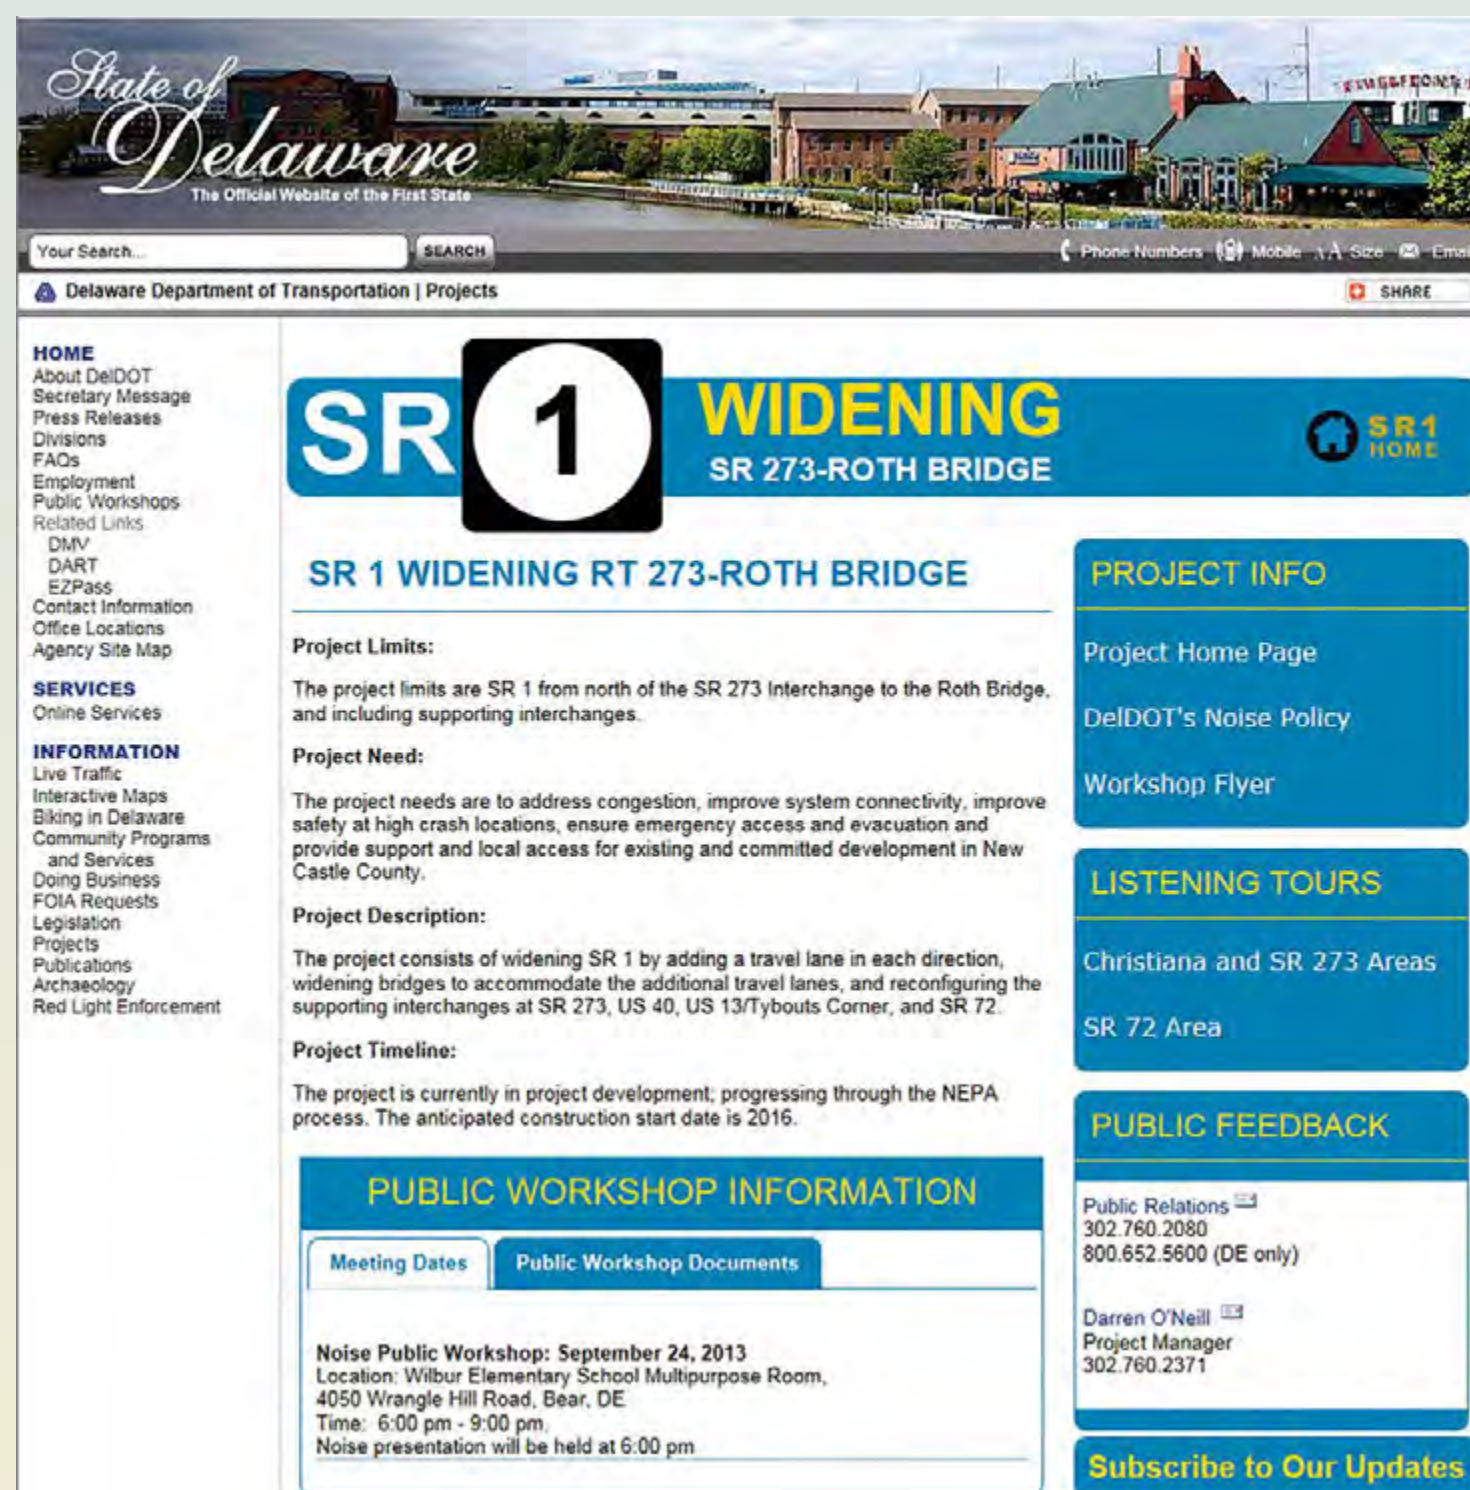 State of
Delaware
The Official Website of the First State
Your Search...
SEARCH
Phone Numbers
Mobile
A A Size
Email
Delaware Department of Transportation | Projects
SHARE
HOME
About DelDOT
Secretary Message
Press Releases
Divisions
FAQs
Employment
Public Workshops
Related Links
DMV
DART
EZPass
Contact Information
Office Locations
Agency Site Map
SERVICES
Online Services
INFORMATION
Live Traffic
Interactive Maps
Biking in Delaware
Community Programs
and Services
Doing Business
FOIA Requests
Legislation
Projects
Publications
Archaeology
Red Light Enforcement
SR 1 WIDENING
SR 273-ROTH BRIDGE
SR1
HOME
SR 1 WIDENING RT 273-ROTH BRIDGE
Project Limits:
The project limits are SR 1 from north of the SR 273 Interchange to the Roth Bridge,
and including supporting interchanges.
Project Need:
The project needs are to address congestion, improve system connectivity, improve
safety at high crash locations, ensure emergency access and evacuation and
provide support and local access for existing and committed development in New
Castle County.
Project Description:
The project consists of widening SR 1 by adding a travel lane in each direction,
widening bridges to accommodate the additional travel lanes, and reconfiguring the
supporting interchanges at SR 273, US 40, US 13/Tybouts Corner, and SR 72.
Project Timeline:
The project is currently in project development; progressing through the NEPA
process. The anticipated construction start date is 2016.
PUBLIC WORKSHOP INFORMATION
Meeting Dates
Public Workshop Documents
Noise Public Workshop: September 24, 2013
Location: Wilbur Elementary School Multipurpose Room,
4050 Wrangle Hill Road, Bear, DE
Time: 6:00 pm - 9:00 pm.
Noise presentation will be held at 6:00 pm
PROJECT INFO
Project Home Page
DelDOT's Noise Policy
Workshop Flyer
LISTENING TOURS
Christiana and SR 273 Areas
SR 72 Area
PUBLIC FEEDBACK
Public Relations
302.760.2080
800.652.5600 (DE only)
Darren O'Neill
Project Manager
302.760.2371
Subscribe to Our Updates